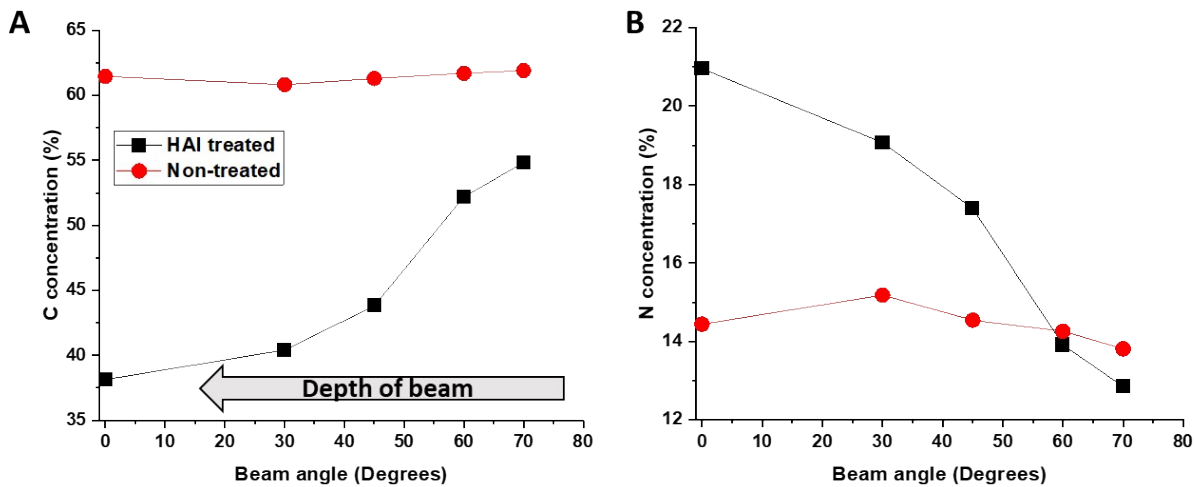 A
65
60
55
50
45
40
35
C concentration (%)
HAI treated
Non-treated
Depth of beam
0 10 20 30 40 50 60 70 80
Beam angle (Degrees)
B
22
20
18
16
14
12
N concentration (%)
0 10 20 30 40 50 60 70 80
Beam angle (Degrees)